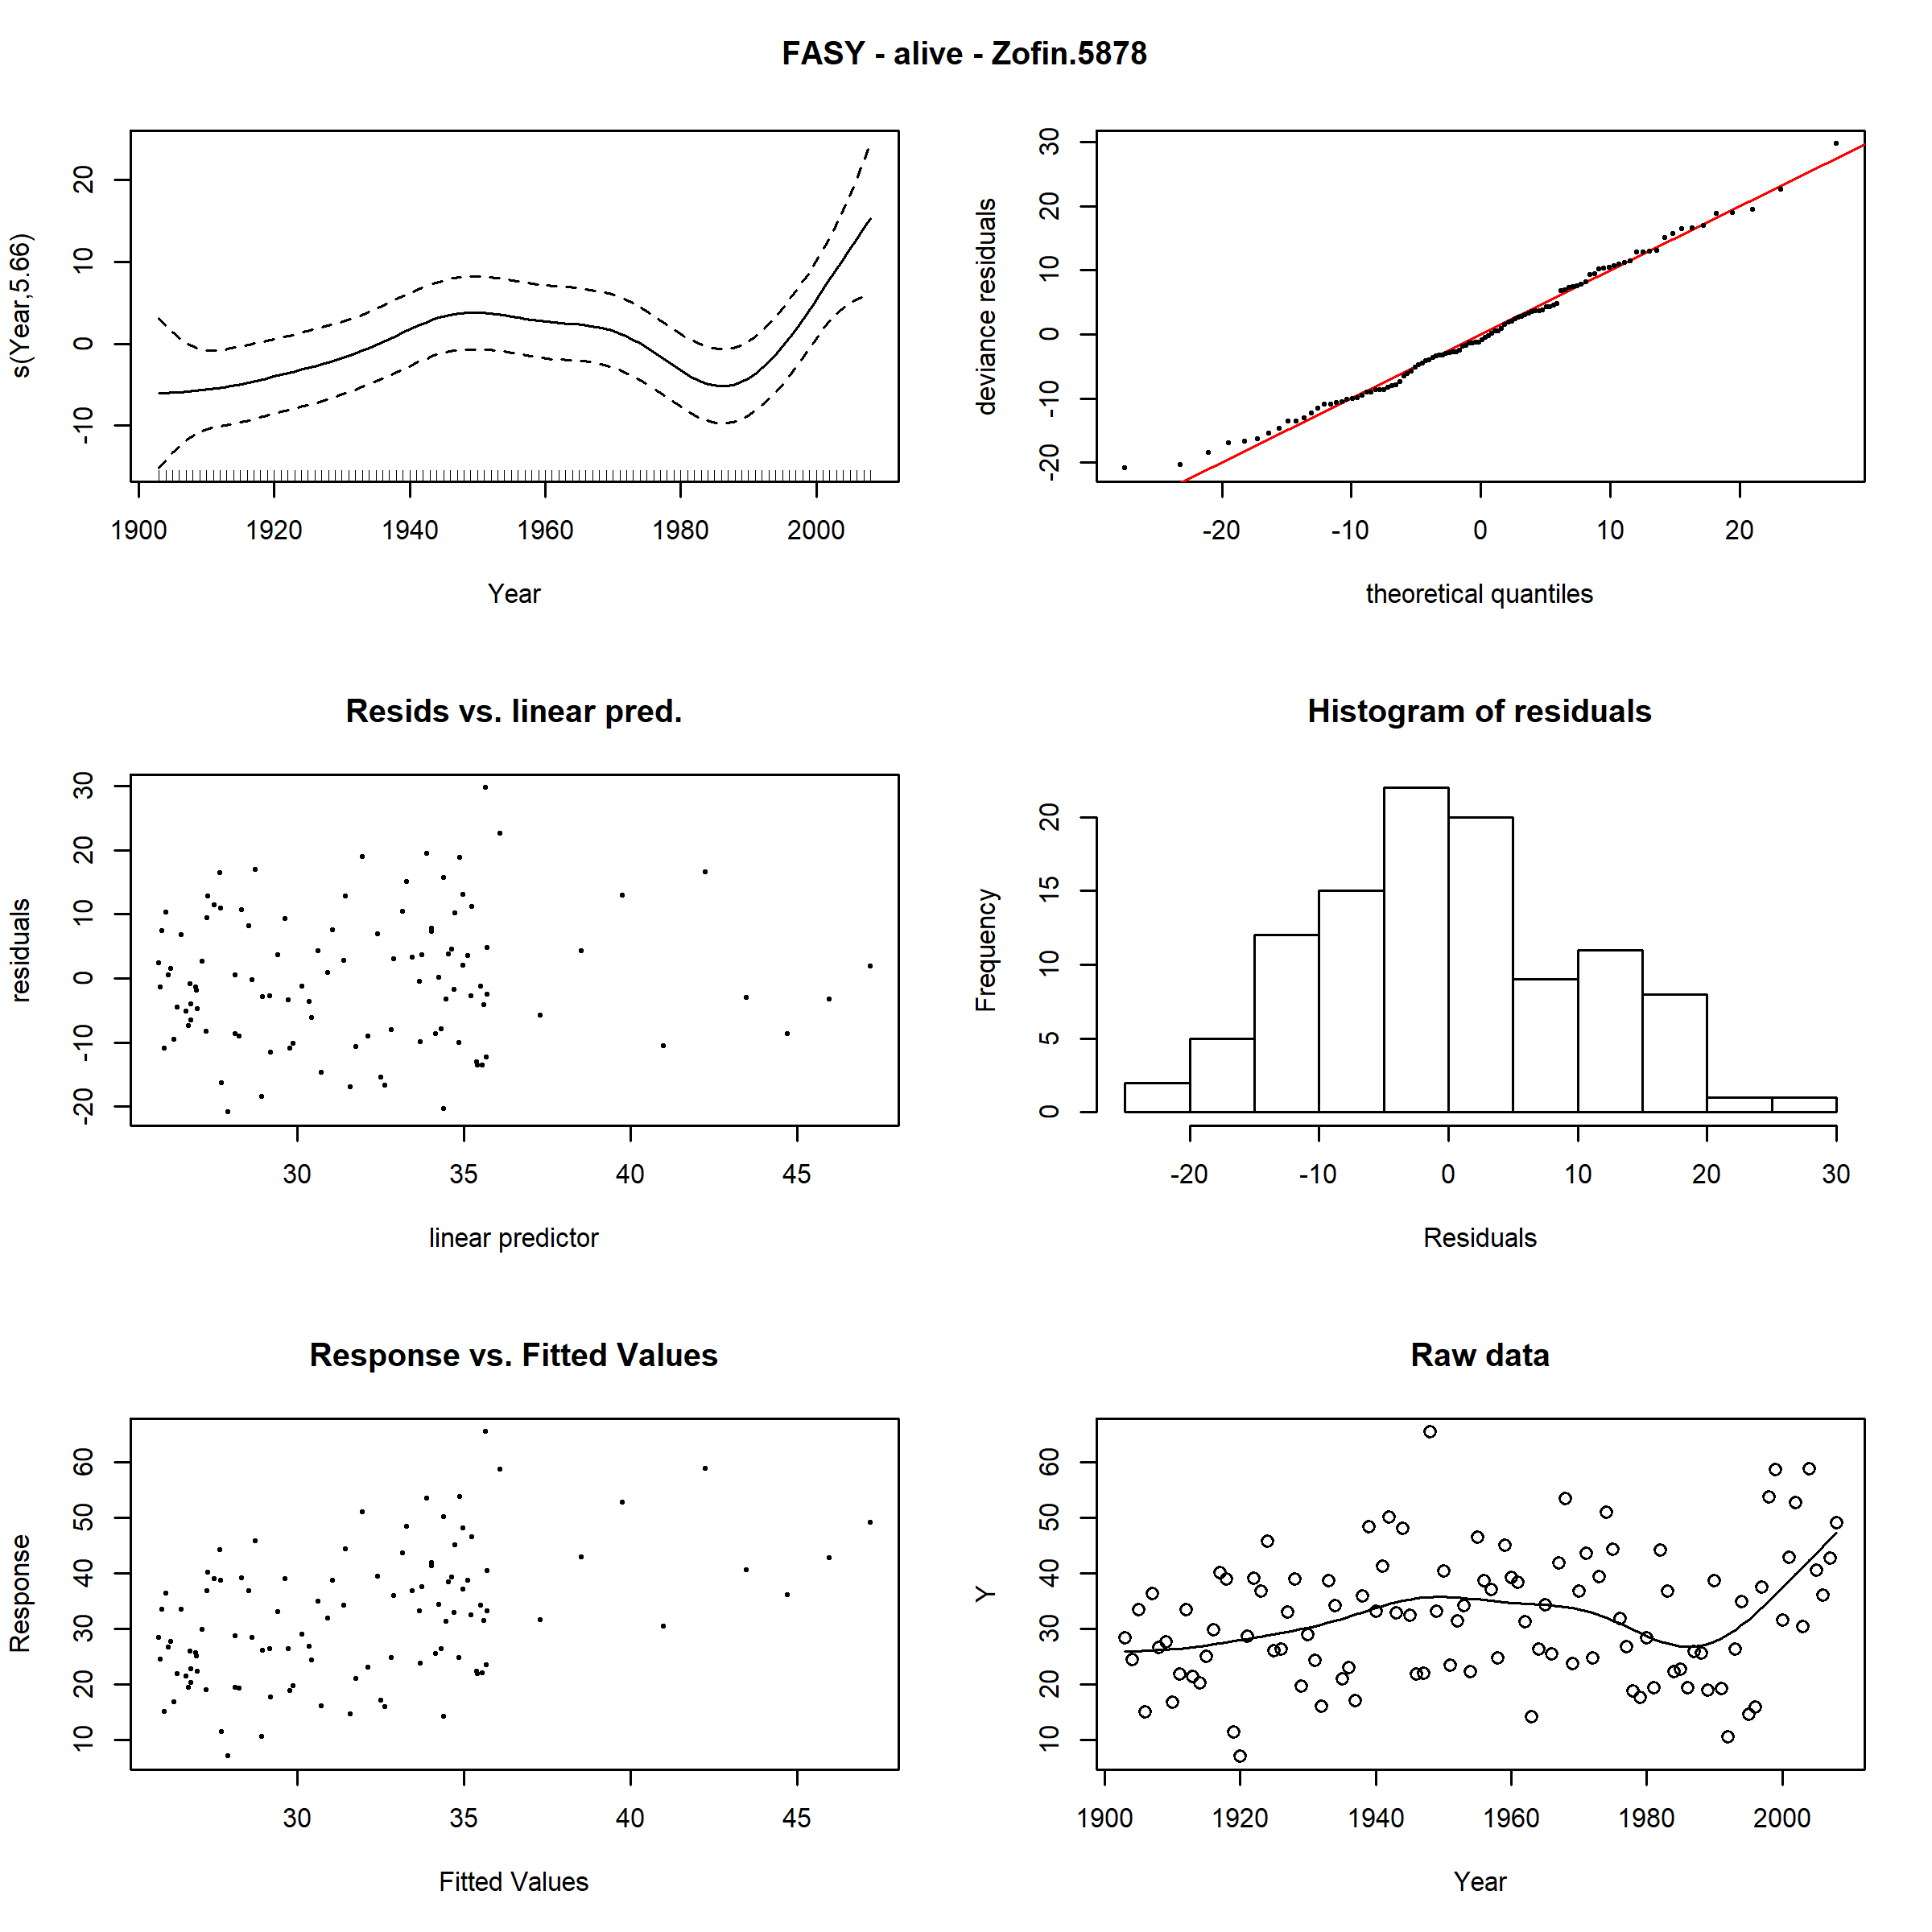 FASY - alive - Zofin.5878
s(Year,5.66)
-10 0 10 20
1900 1920 1940 1960 1980 2000
Year
deviance residuals
-20 -10 0 10 20 30
-20 -10 0 10 20
theoretical quantiles
Resids vs. linear pred.
residuals
-20 -10 0 10 20 30
30 35 40 45
linear predictor
Histogram of residuals
Frequency
0 5 10 15 20
-20 -10 0 10 20 30
Residuals
Response vs. Fitted Values
Response
10 20 30 40 50 60
30 35 40 45
Fitted Values
Raw data
Y
10 20 30 40 50 60
1900 1920 1940 1960 1980 2000
Year